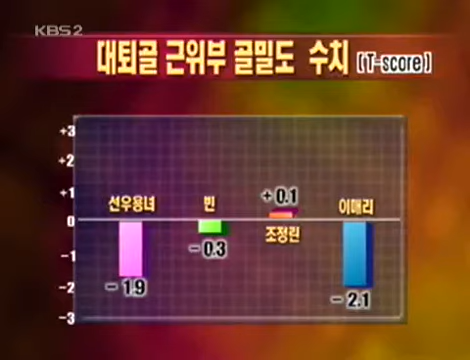 KBS2
대퇴골 근위부 골밀도 수치 [T-score]
+3
+2
+1
0
-1
-2
-3
선우용녀
빈
+0.1
이매리
조정린
-0.3
-1.9
-2.1